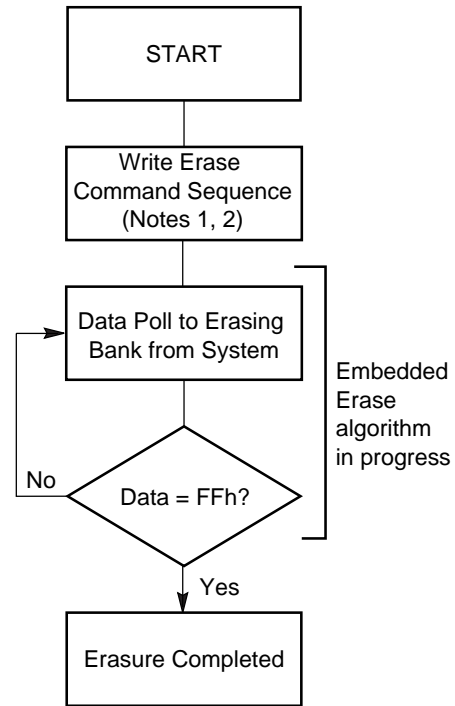 START
Write Erase
Command Sequence
(Notes 1, 2)
Data Poll to Erasing
Bank from System
Embedded
Erase
algorithm
in progress
No
Data = FFh?
Yes
Erasure Completed